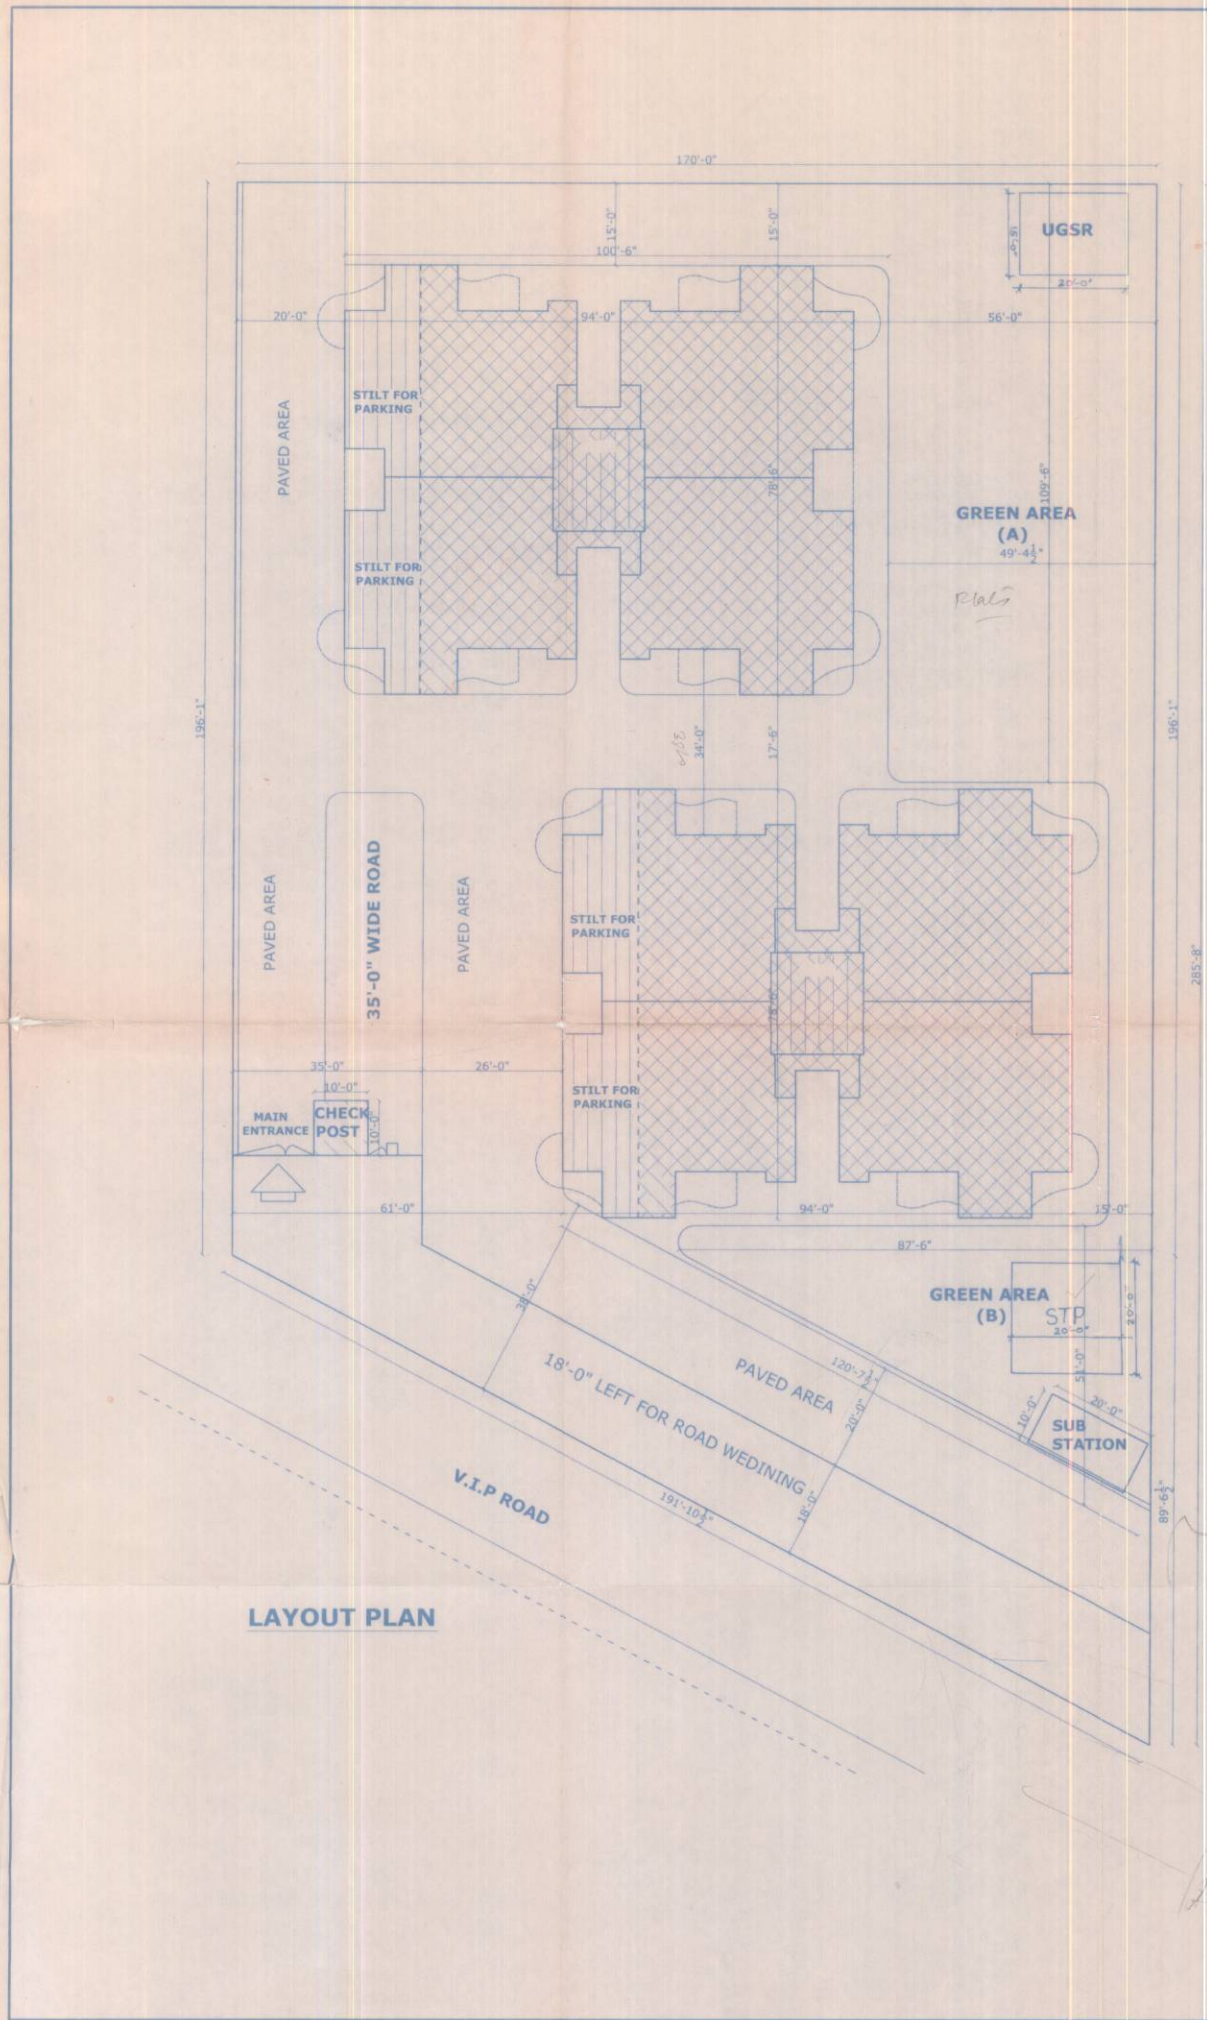 170'-0"
15'-0"
15'-0"
UGSR
100'-6"
20'-0"
20'-0"
94'-0"
56'-0"
STILT FOR
PARKING
PAVED AREA
78'-6"
109'-6"
GREEN AREA
(A)
49'-4½"
STILT FOR
PARKING
196'-1"
34'-0"
17'-6"
196'-1"
PAVED AREA
35'-0" WIDE ROAD
PAVED AREA
STILT FOR
PARKING
285'-8"
78'-6"
35'-0"
26'-0"
10'-0"
MAIN
ENTRANCE
CHECK
POST
10'-0"
STILT FOR
PARKING
61'-0"
94'-0"
15'-0"
87'-6"
38'-0"
GREEN AREA
(B)
STP
20'-0"
20'-0"
51'-0"
18'-0" LEFT FOR ROAD WEDINING
PAVED AREA
120'-7½"
20'-0"
10'-0"
20'-0"
SUB
STATION
V.I.P ROAD
191'-10½"
18'-0"
89'-6½"
LAYOUT PLAN